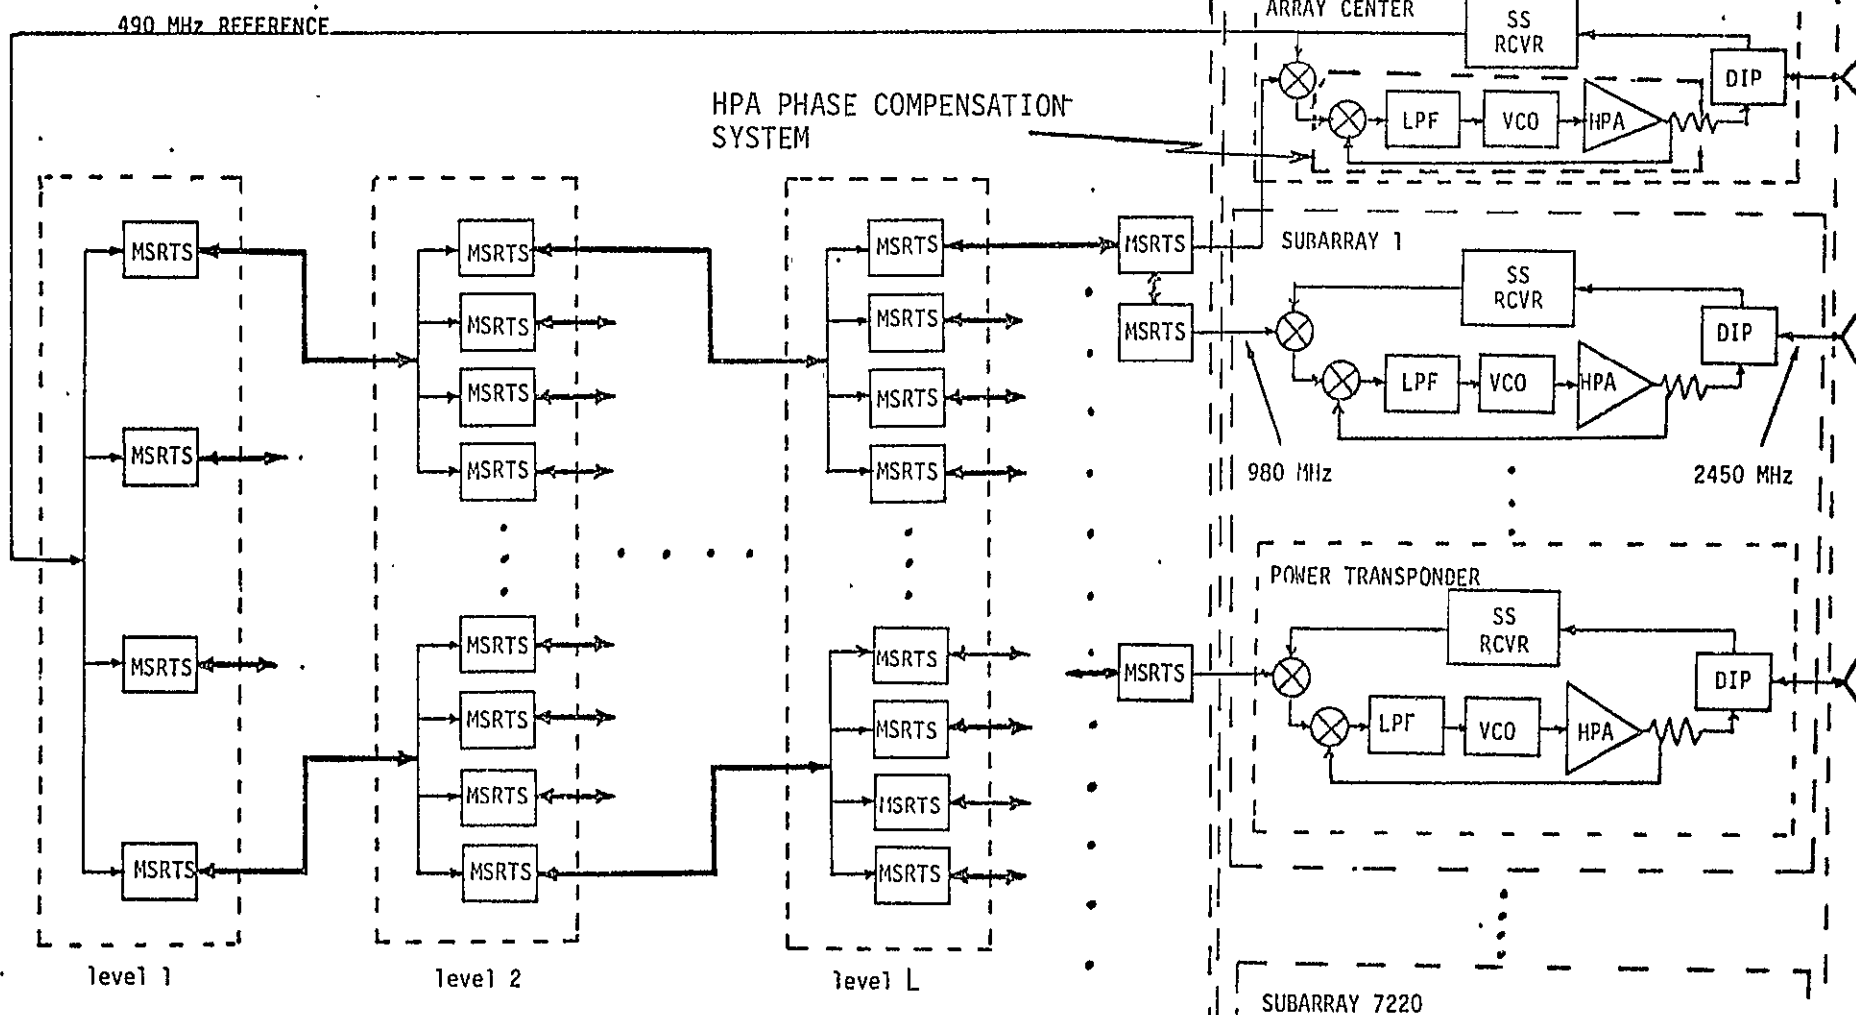 490 MHz REFERENCE
ARRAY CENTER
SS
RCVR
DIP
HPA PHASE COMPENSATION
SYSTEM
LPF
VCO
HPA
MSRTS
MSRTS
MSRTS
MSRTS
level 1
MSRTS
MSRTS
MSRTS
MSRTS
MSRTS
MSRTS
MSRTS
MSRTS
level 2
MSRTS
MSRTS
MSRTS
MSRTS
MSRTS
MSRTS
MSRTS
MSRTS
level L
MSRTS
MSRTS
MSRTS
SUBARRAY 1
SS
RCVR
DIP
LPF
VCO
HPA
980 MHz
2450 MHz
POWER TRANSPONDER
SS
RCVR
DIP
LPF
VCO
HPA
SUBARRAY 7220